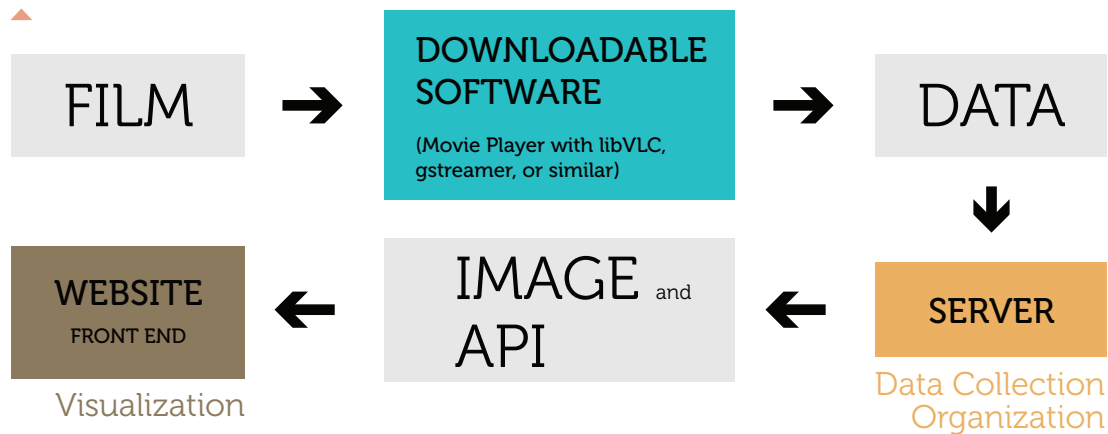 FILM
DOWNLOADABLE
SOFTWARE
(Movie Player with libVLC,
gstreamer, or similar)
DATA
SERVER
Data Collection
Organization
IMAGE and
API
WEBSITE
FRONT END
Visualization